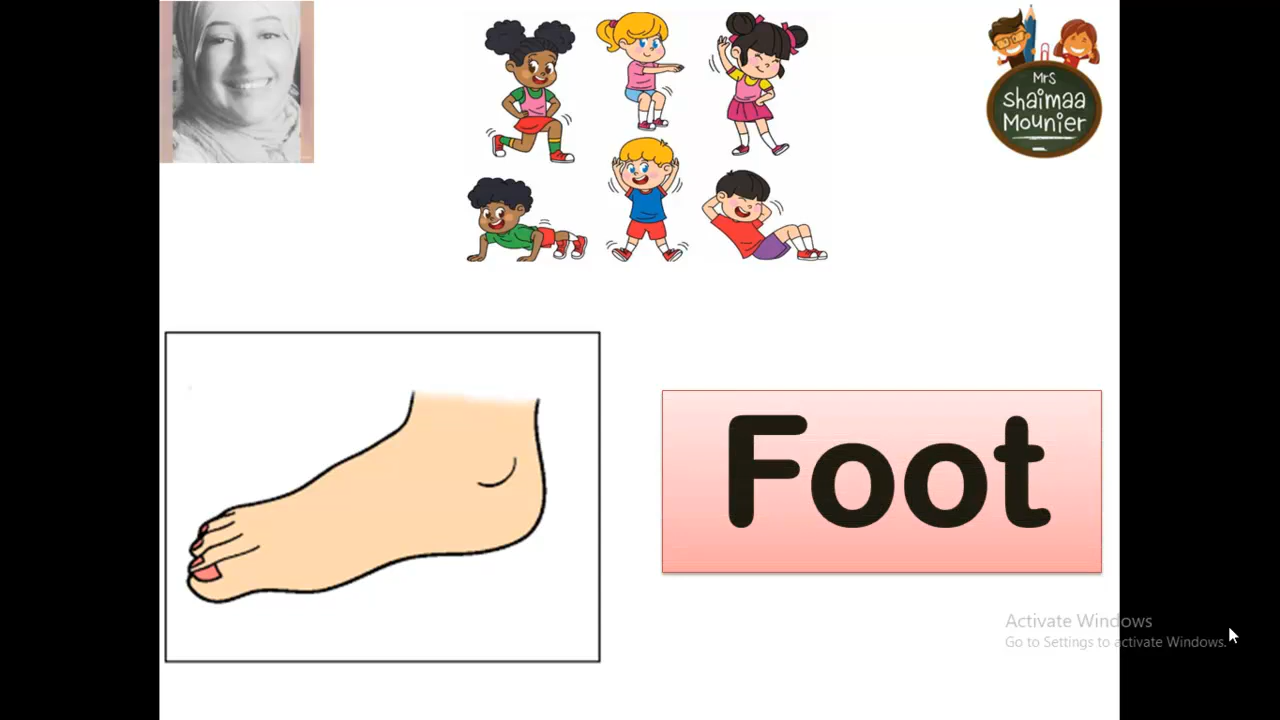 Mrs
Shaimaa
Mounier
Foot
Activate Windows
Go to Settings to activate Windows.